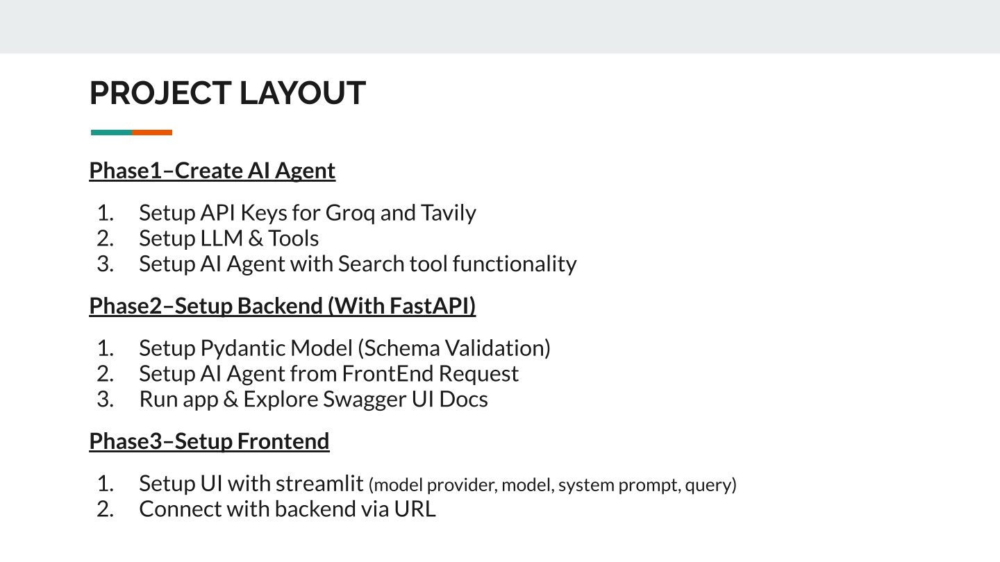 PROJECT LAYOUT
Phase1–Create AI Agent
1. Setup API Keys for Groq and Tavily
2. Setup LLM & Tools
3. Setup AI Agent with Search tool functionality
Phase2–Setup Backend (With FastAPI)
1. Setup Pydantic Model (Schema Validation)
2. Setup AI Agent from FrontEnd Request
3. Run app & Explore Swagger UI Docs
Phase3–Setup Frontend
1. Setup UI with streamlit (model provider, model, system prompt, query)
2. Connect with backend via URL